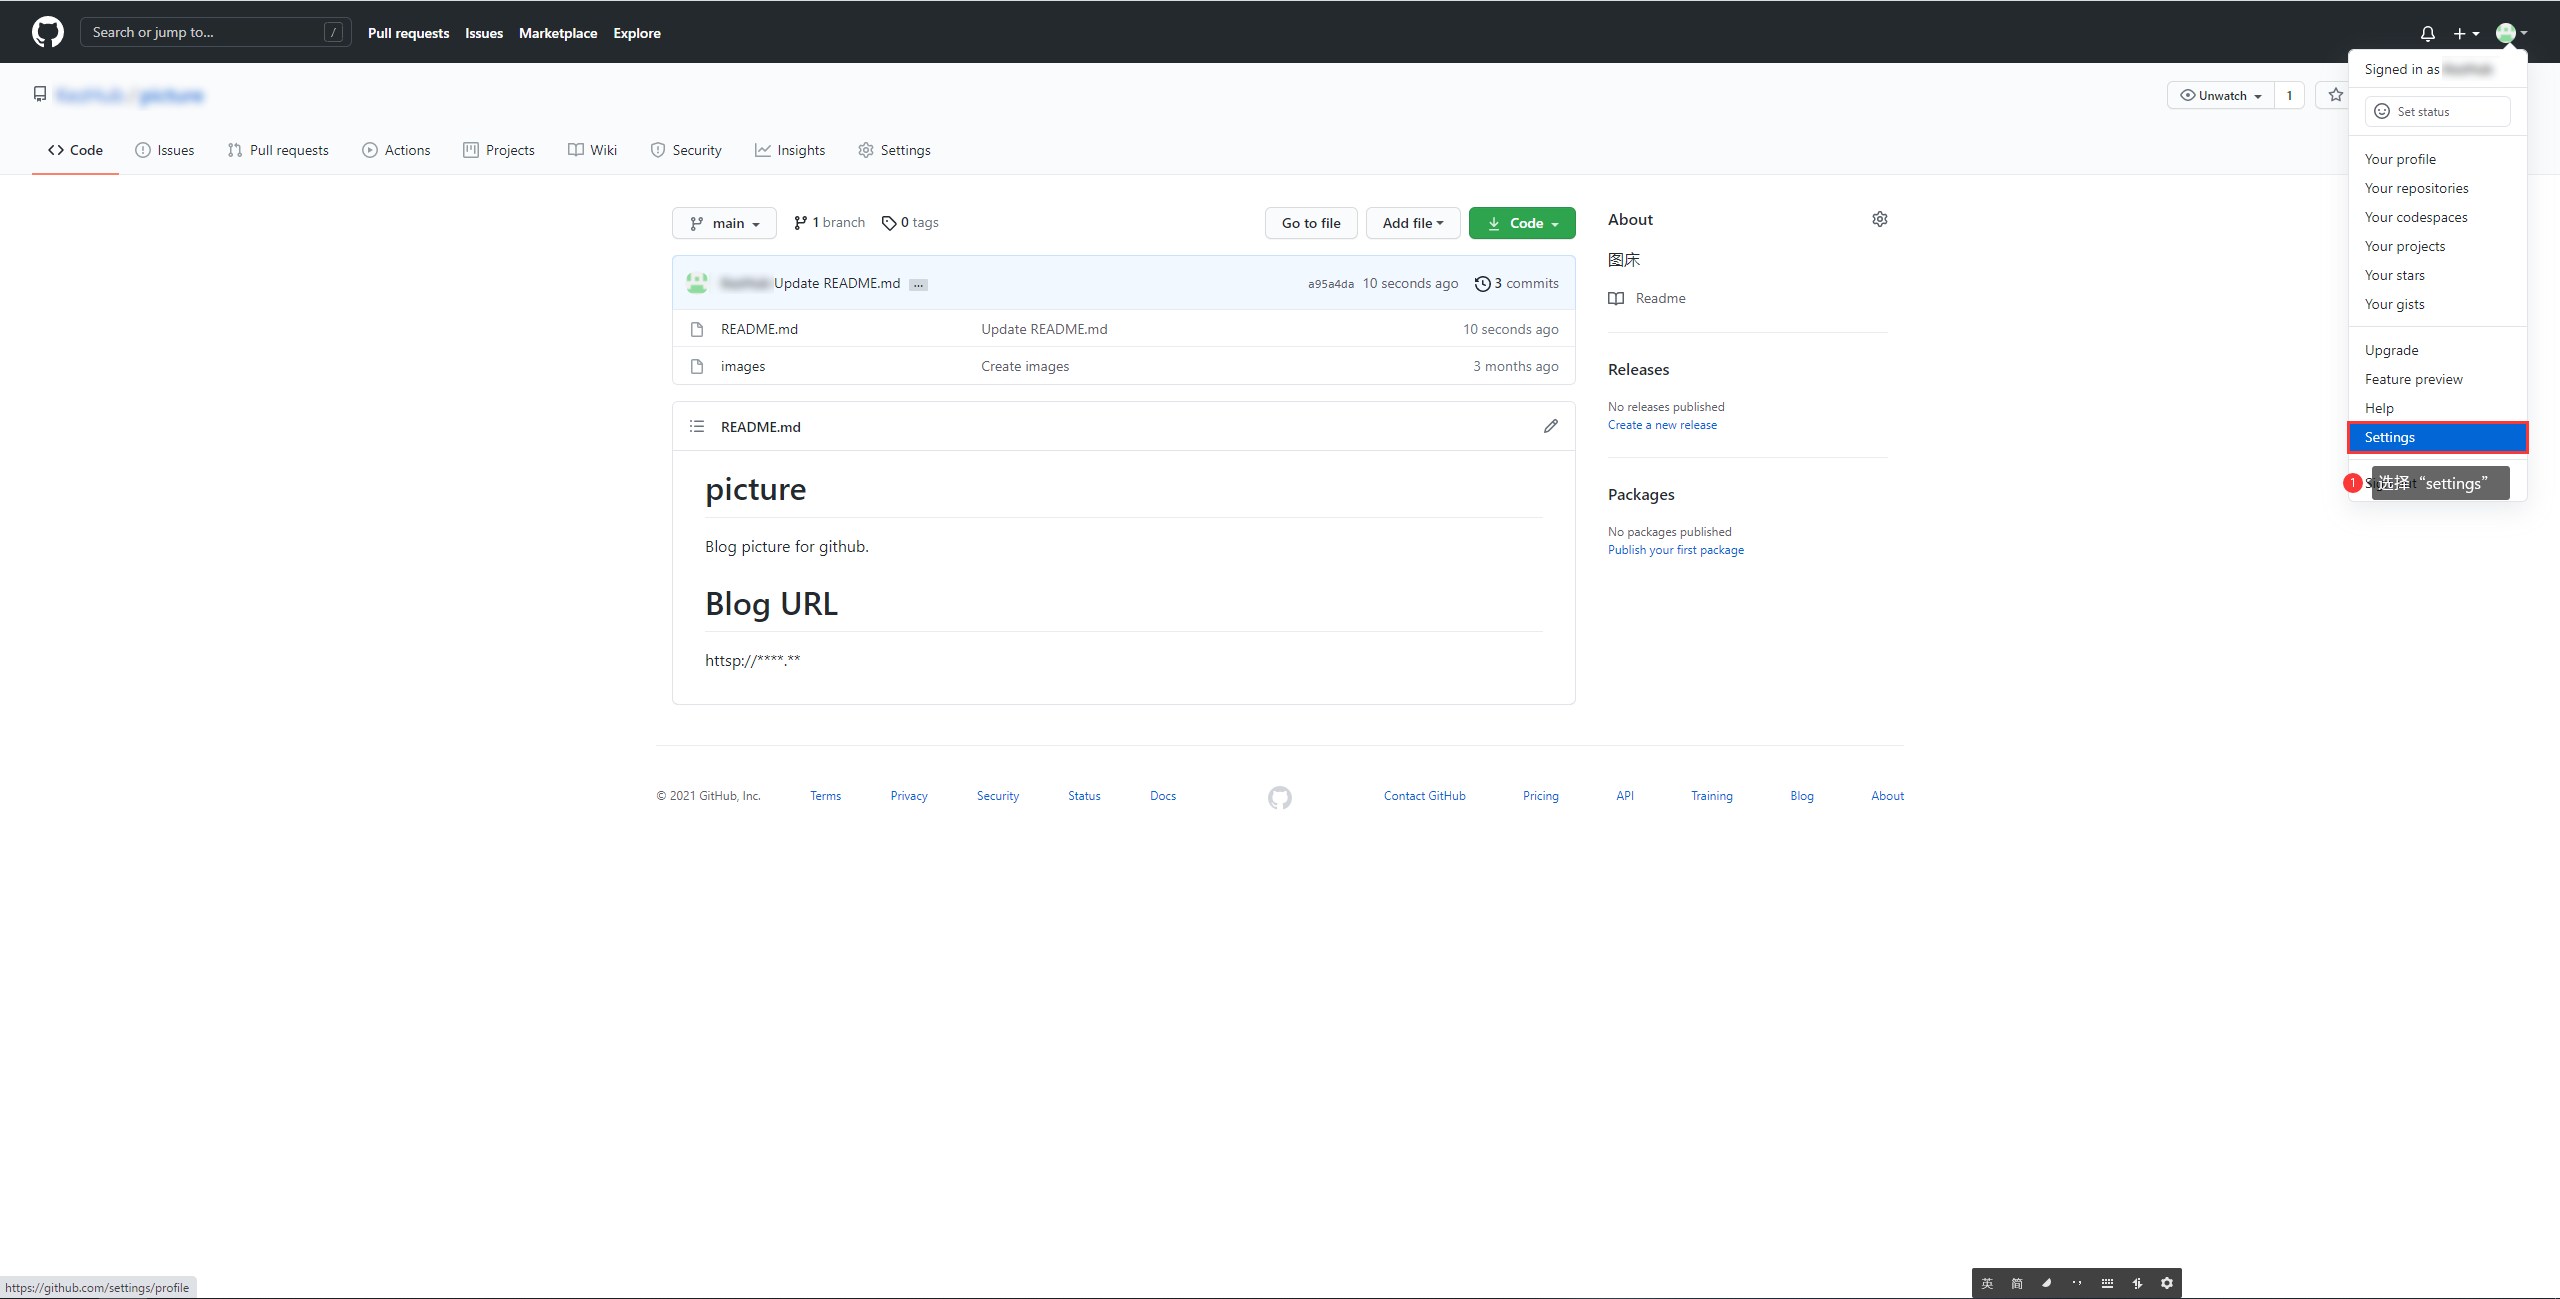 Search or jump to... /
Pull requests Issues Marketplace Explore
Signed in as
Set status
Your profile
Your repositories
Your codespaces
Your projects
Your stars
Your gists
Upgrade
Feature preview
Help
Settings
1 选择“settings”
Unwatch 1
Code Issues Pull requests Actions Projects Wiki Security Insights Settings
main 1 branch 0 tags Go to file Add file Code
Update README.md ... a95a4da 10 seconds ago 3 commits
README.md Update README.md 10 seconds ago
images Create images 3 months ago
README.md
picture
Blog picture for github.
Blog URL
httsp://****.**
About
图床
Readme
Releases
No releases published
Create a new release
Packages
No packages published
Publish your first package
© 2021 GitHub, Inc. Terms Privacy Security Status Docs Contact GitHub Pricing API Training Blog About
https://github.com/settings/profile
英 简